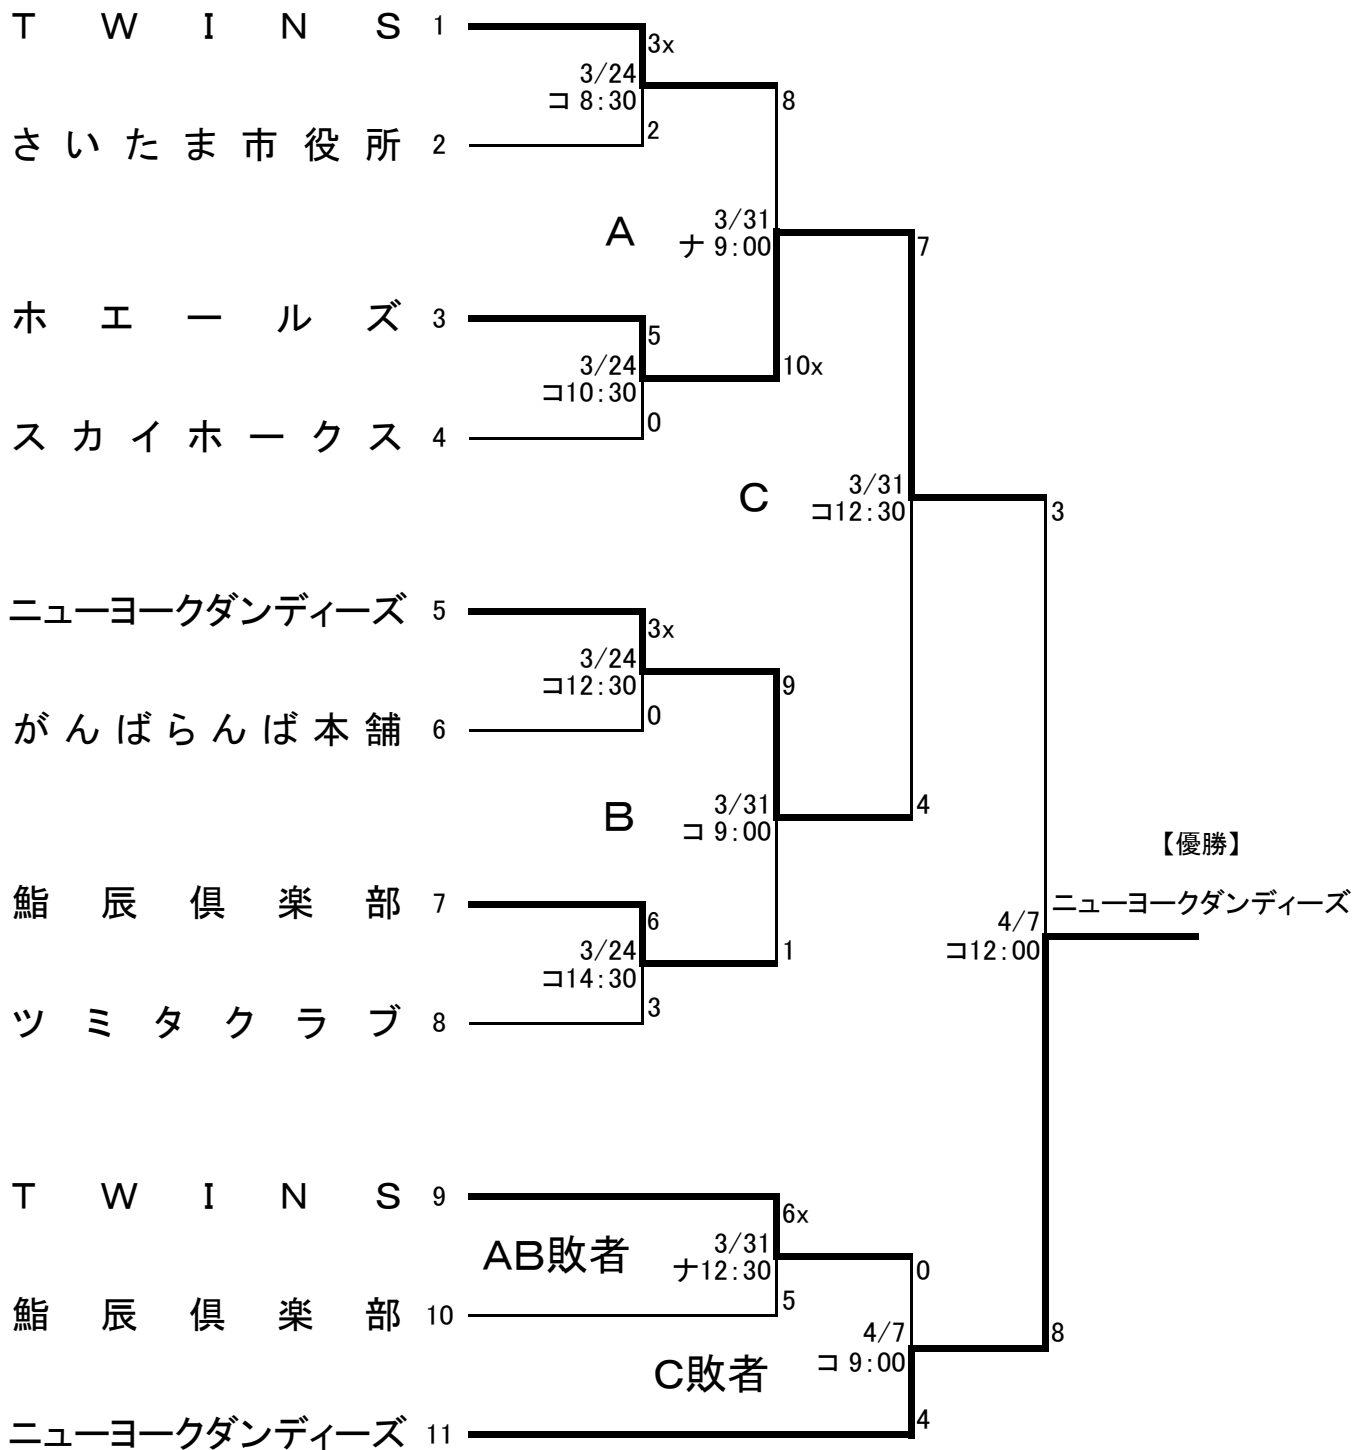 TWINS 1
3x
3/24
コ 8:30
8
さいたま市役所 2
2
A
3/31
ナ 9:00
7
ホエールズ 3
5
3/24
コ10:30
10x
スカイホークス 4
0
C
3/31
コ12:30
3
ニューヨークダンディーズ 5
3x
3/24
コ12:30
9
がんばらんば本舗 6
0
B
3/31
コ 9:00
4
【優勝】
ニューヨークダンディーズ
鮨辰倶楽部 7
6
3/24
コ14:30
1
4/7
コ12:00
ツミタクラブ 8
3
TWINS 9
6x
AB敗者
3/31
ナ12:30
0
鮨辰倶楽部 10
5
C敗者
4/7
コ 9:00
8
ニューヨークダンディーズ 11
4